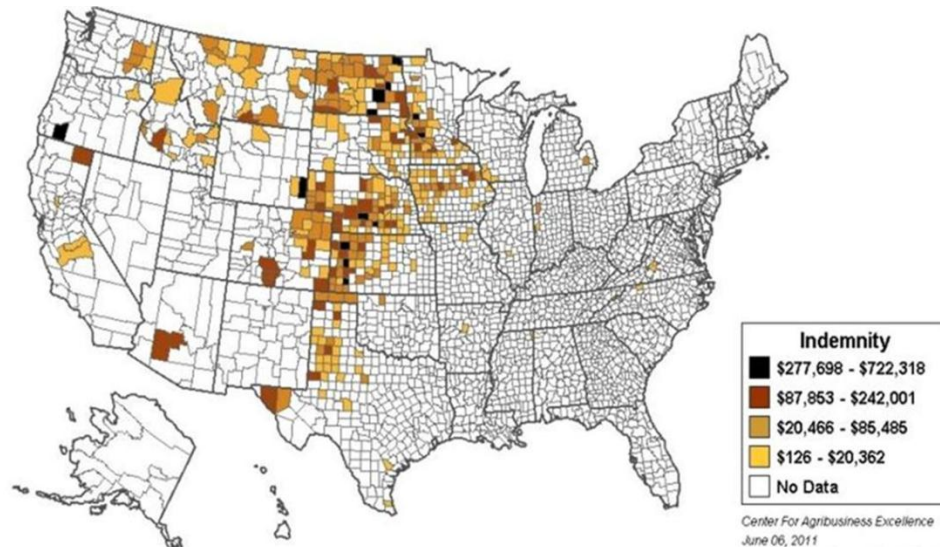 Indemnity
$277,698 - $722,318
$87,853 - $242,001
$20,466 - $85,485
$126 - $20,362
No Data
Center For Agribusiness Excellence
June 06, 2011